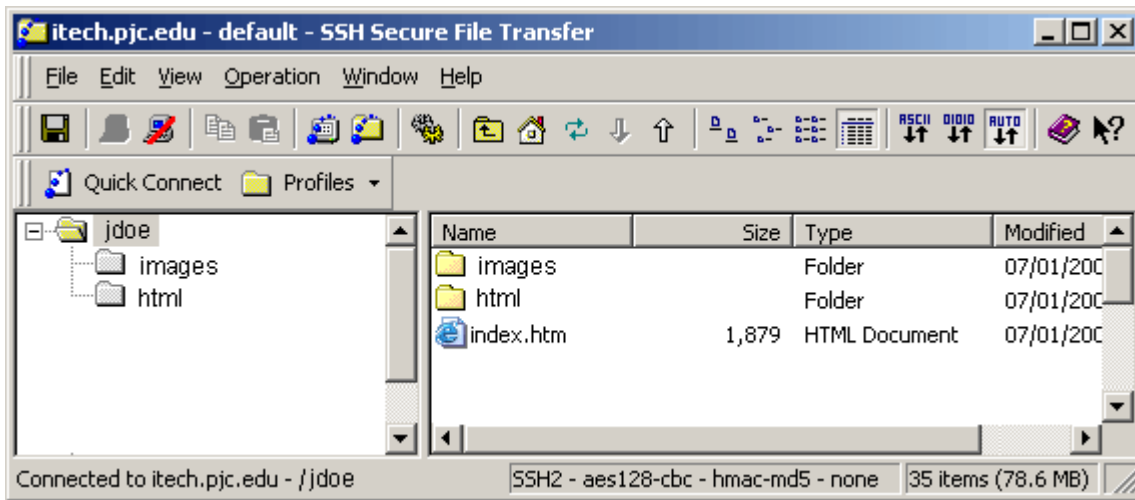 itech.pjc.edu - default - SSH Secure File Transfer
File Edit View Operation Window Help
ASCII 01010 AUTO
Quick Connect Profiles
jdoe
images
html
Name Size Type Modified
images Folder 07/01/200
html Folder 07/01/200
index.htm 1,879 HTML Document 07/01/200
Connected to itech.pjc.edu - /jdoe SSH2 - aes128-cbc - hmac-md5 - none 35 items (78.6 MB)